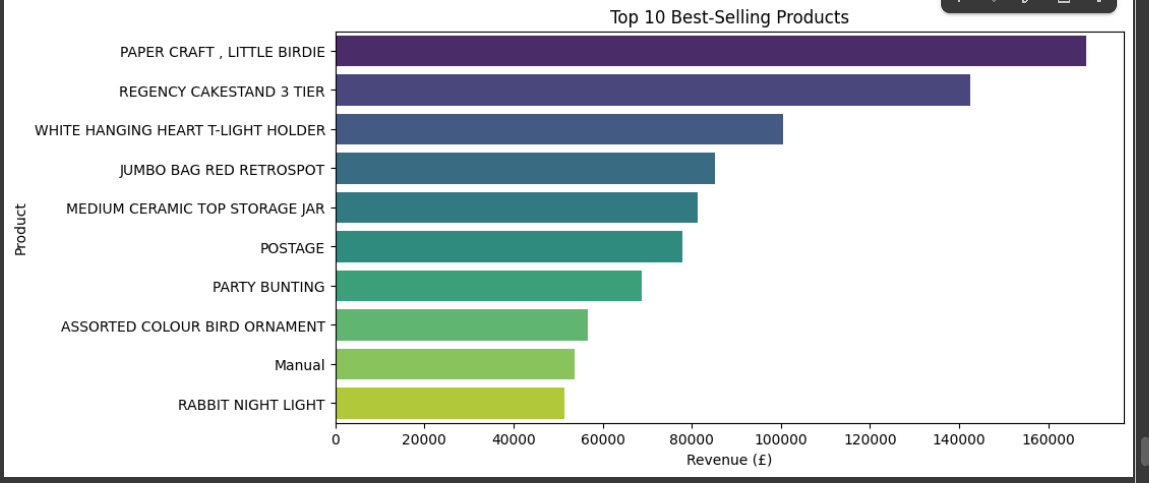 Top 10 Best-Selling Products
PAPER CRAFT , LITTLE BIRDIE
REGENCY CAKESTAND 3 TIER
WHITE HANGING HEART T-LIGHT HOLDER
JUMBO BAG RED RETROSPOT
MEDIUM CERAMIC TOP STORAGE JAR
POSTAGE
PARTY BUNTING
ASSORTED COLOUR BIRD ORNAMENT
Manual
RABBIT NIGHT LIGHT
Product
0 20000 40000 60000 80000 100000 120000 140000 160000
Revenue (£)